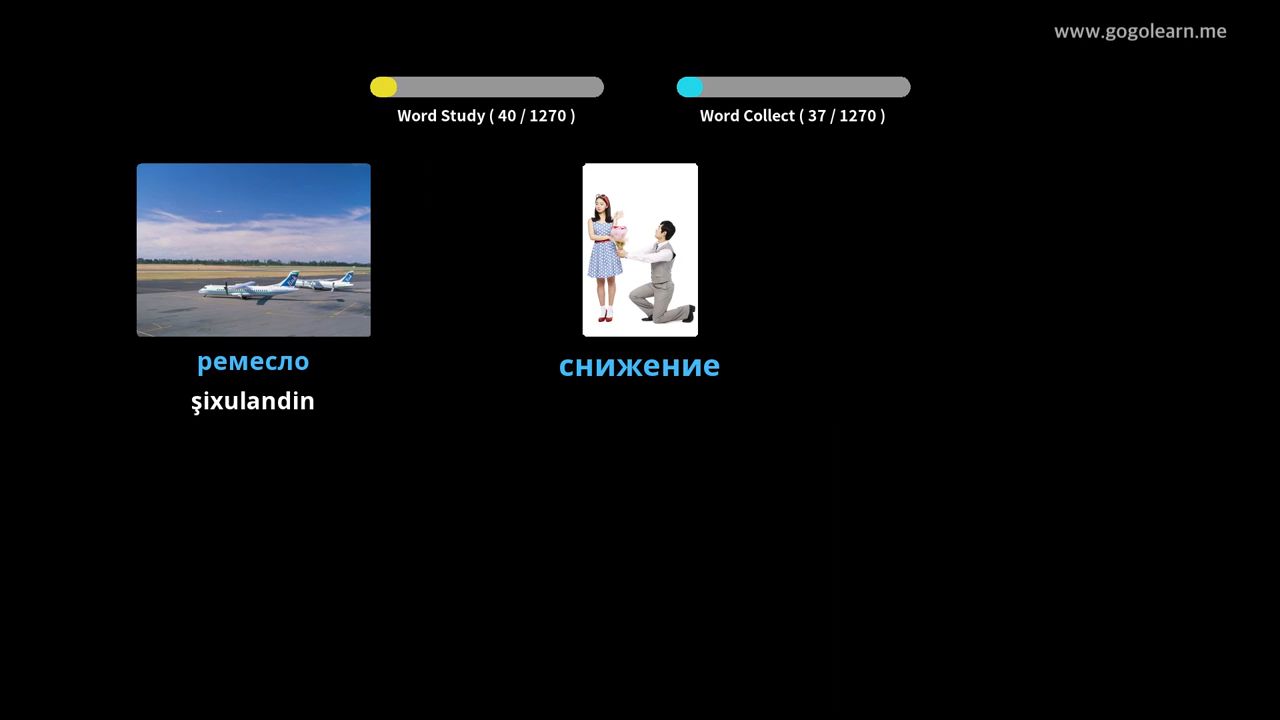 www.gogolearn.me
Word Study ( 40 / 1270 )
Word Collect ( 37 / 1270 )
ремесло
şixulandin
снижение